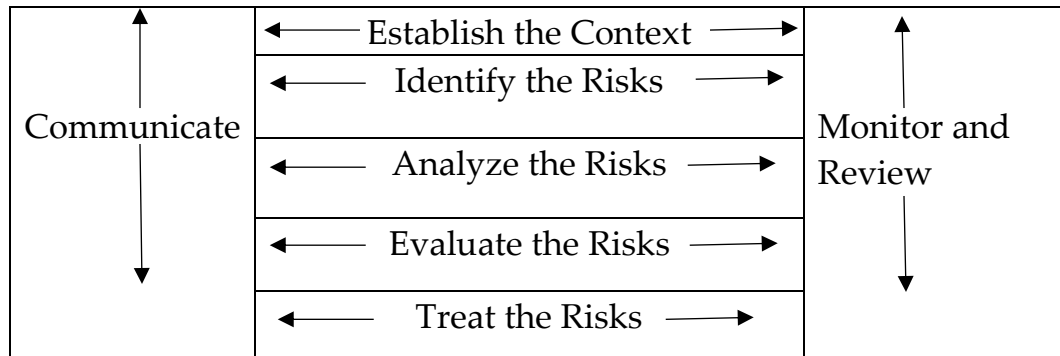 Communicate
Establish the Context
Identify the Risks
Analyze the Risks
Evaluate the Risks
Treat the Risks
Monitor and
Review